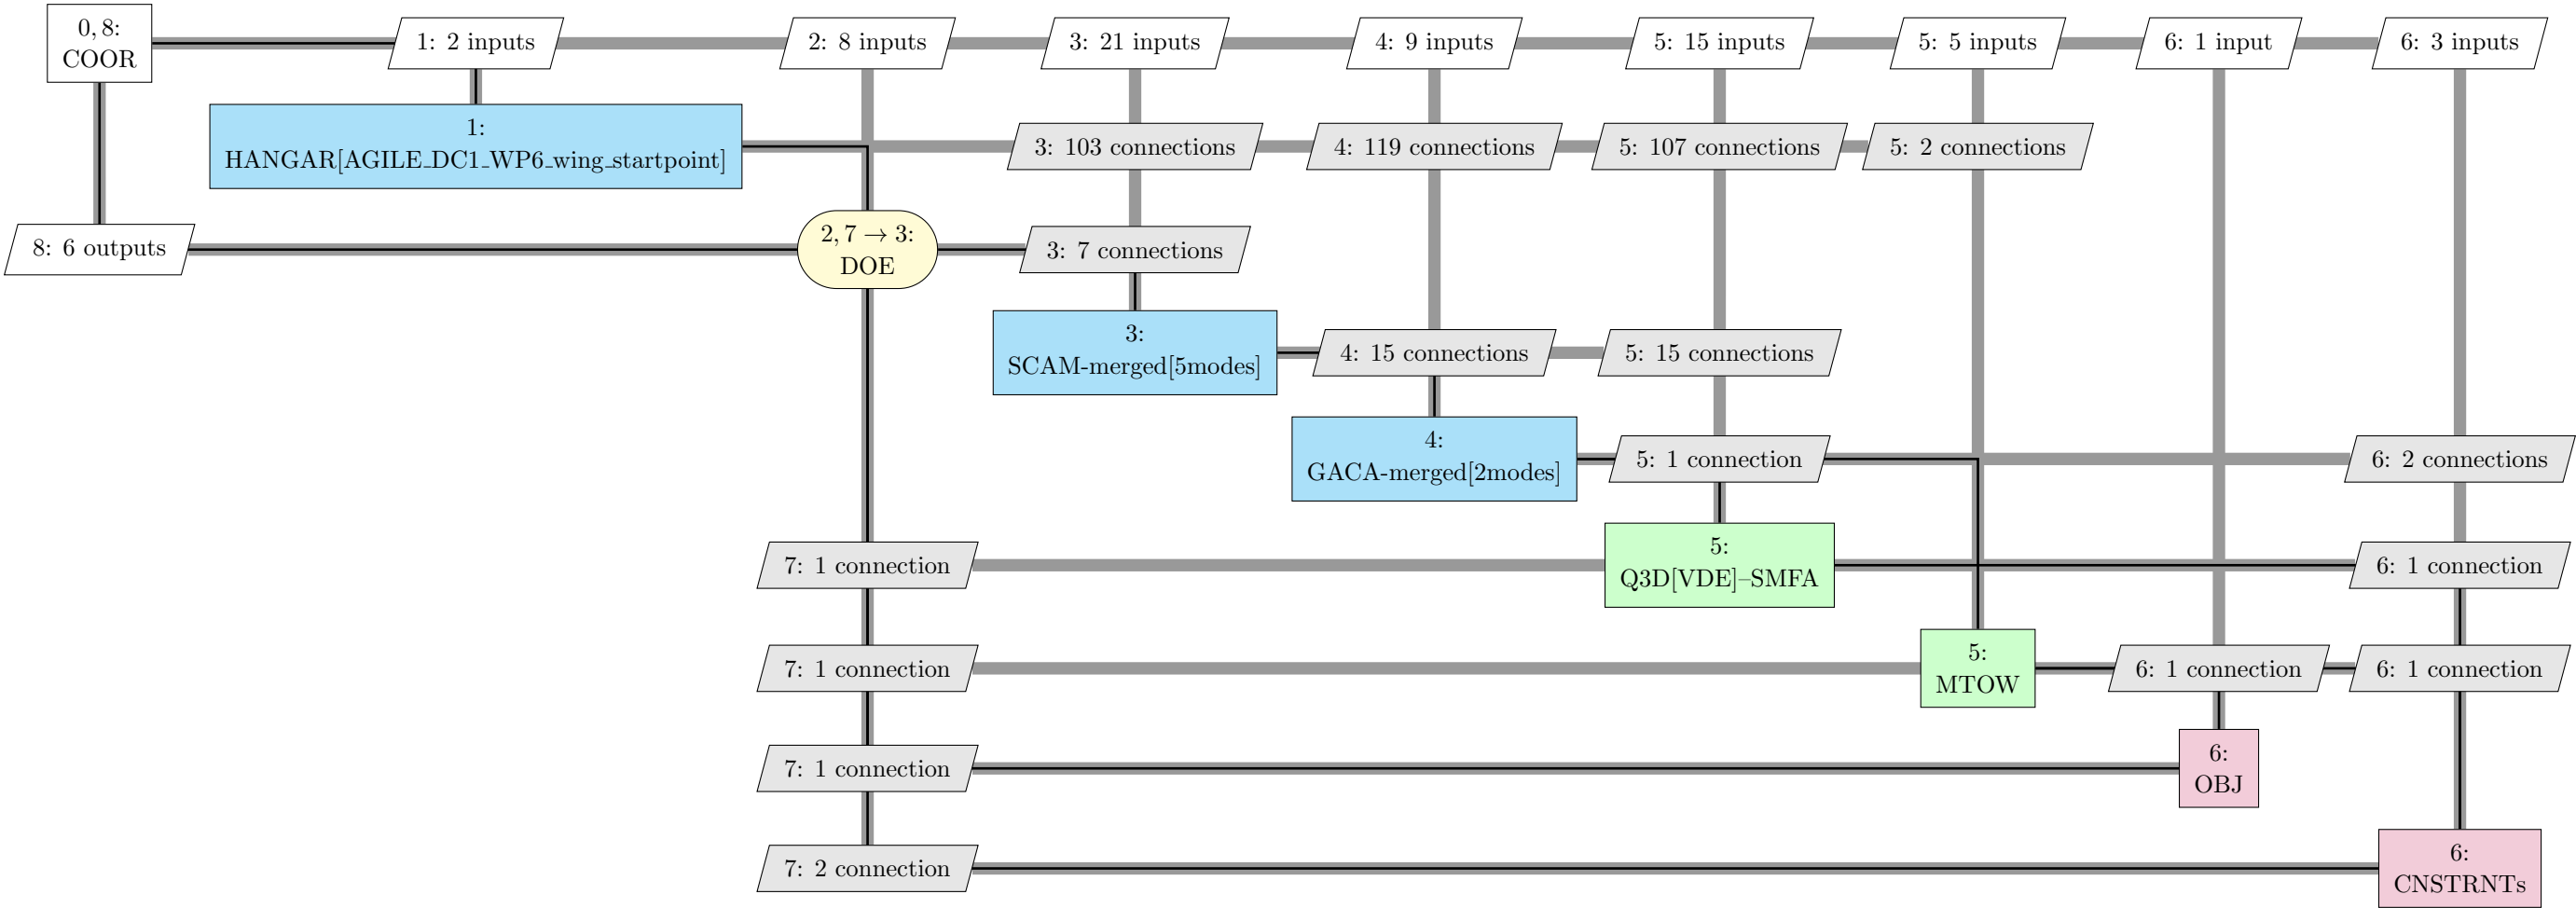 0, 8:
COOR
1: 2 inputs
2: 8 inputs
3: 21 inputs
4: 9 inputs
5: 15 inputs
5: 5 inputs
6: 1 input
6: 3 inputs
1:
HANGAR[AGILE_DC1_WP6_wing_startpoint]
3: 103 connections
4: 119 connections
5: 107 connections
5: 2 connections
8: 6 outputs
2, 7 → 3:
DOE
3: 7 connections
3:
SCAM-merged[5modes]
4: 15 connections
5: 15 connections
4:
GACA-merged[2modes]
5: 1 connection
6: 2 connections
7: 1 connection
5:
Q3D[VDE]–SMFA
6: 1 connection
7: 1 connection
5:
MTOW
6: 1 connection
6: 1 connection
7: 1 connection
6:
OBJ
7: 2 connection
6:
CNSTRNTs